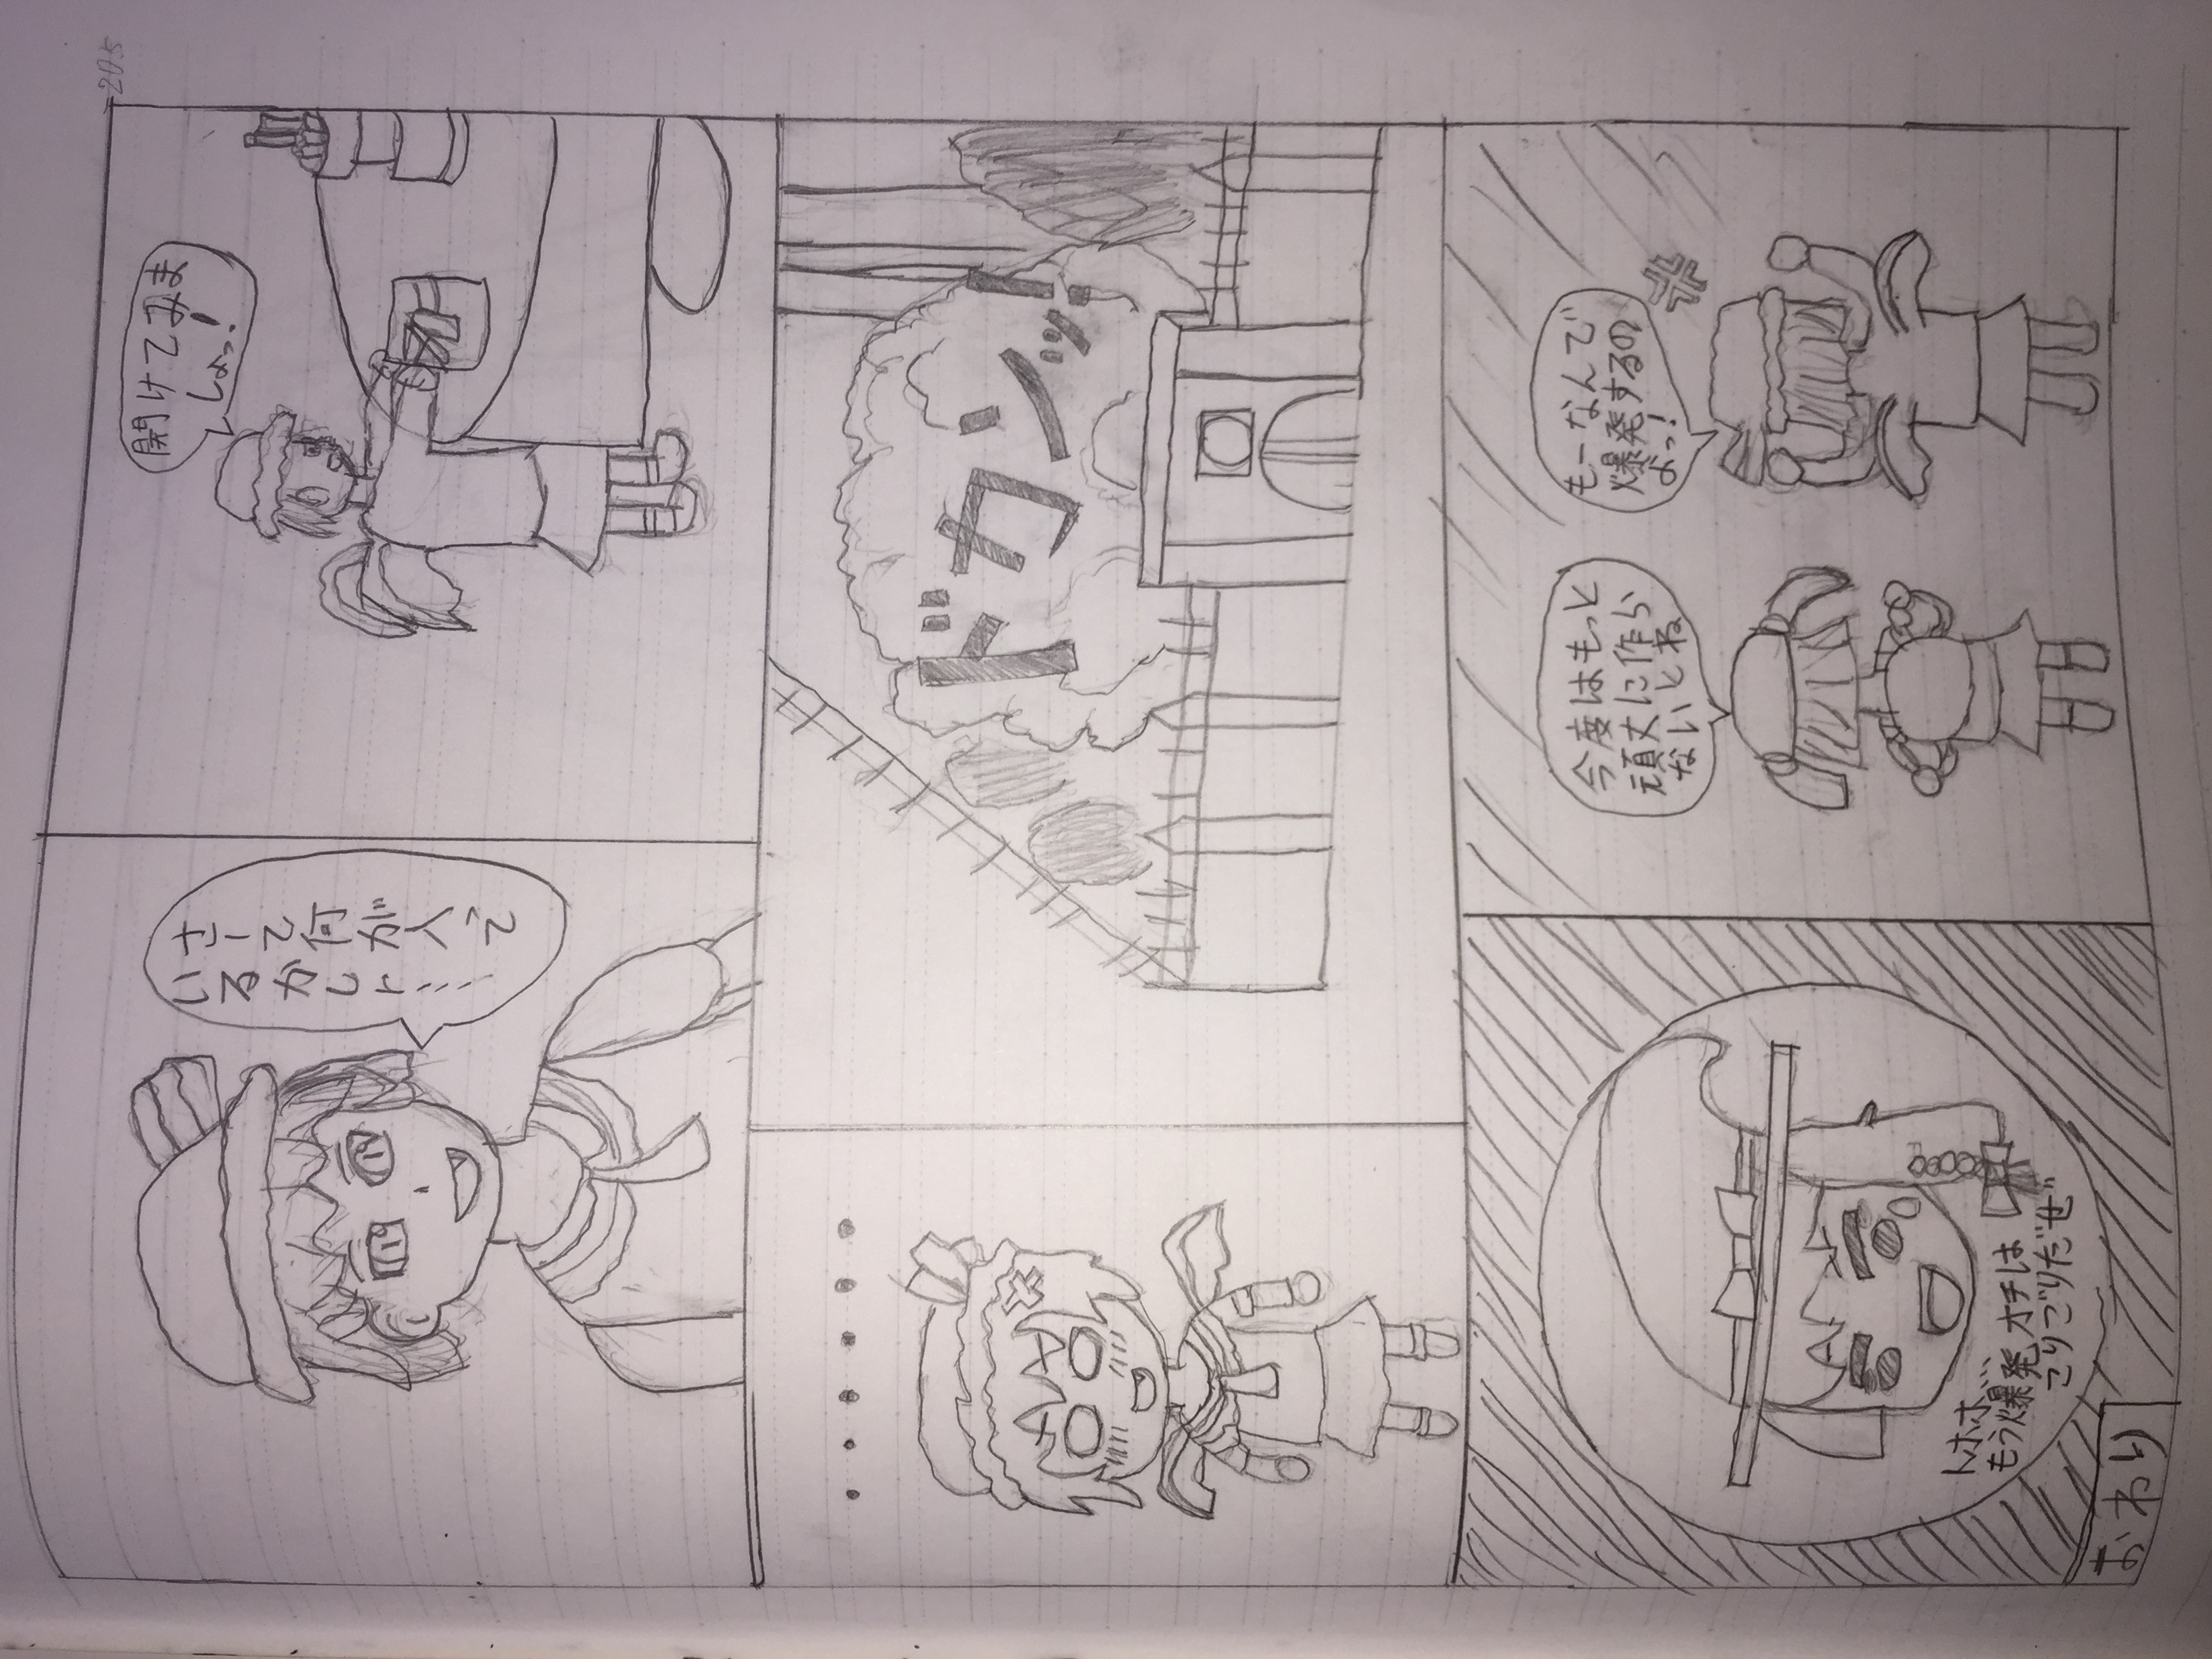 205
開けてみま
しょっ!
さーて何が入って
いるかしら……
ドカンッ!
・・・・・・
もーなんで
爆発するの
よっ!
今度はもっと
頑丈に作ら
ないとね
トホホ…
もう爆発オチは
こりごりだぜ
おわり